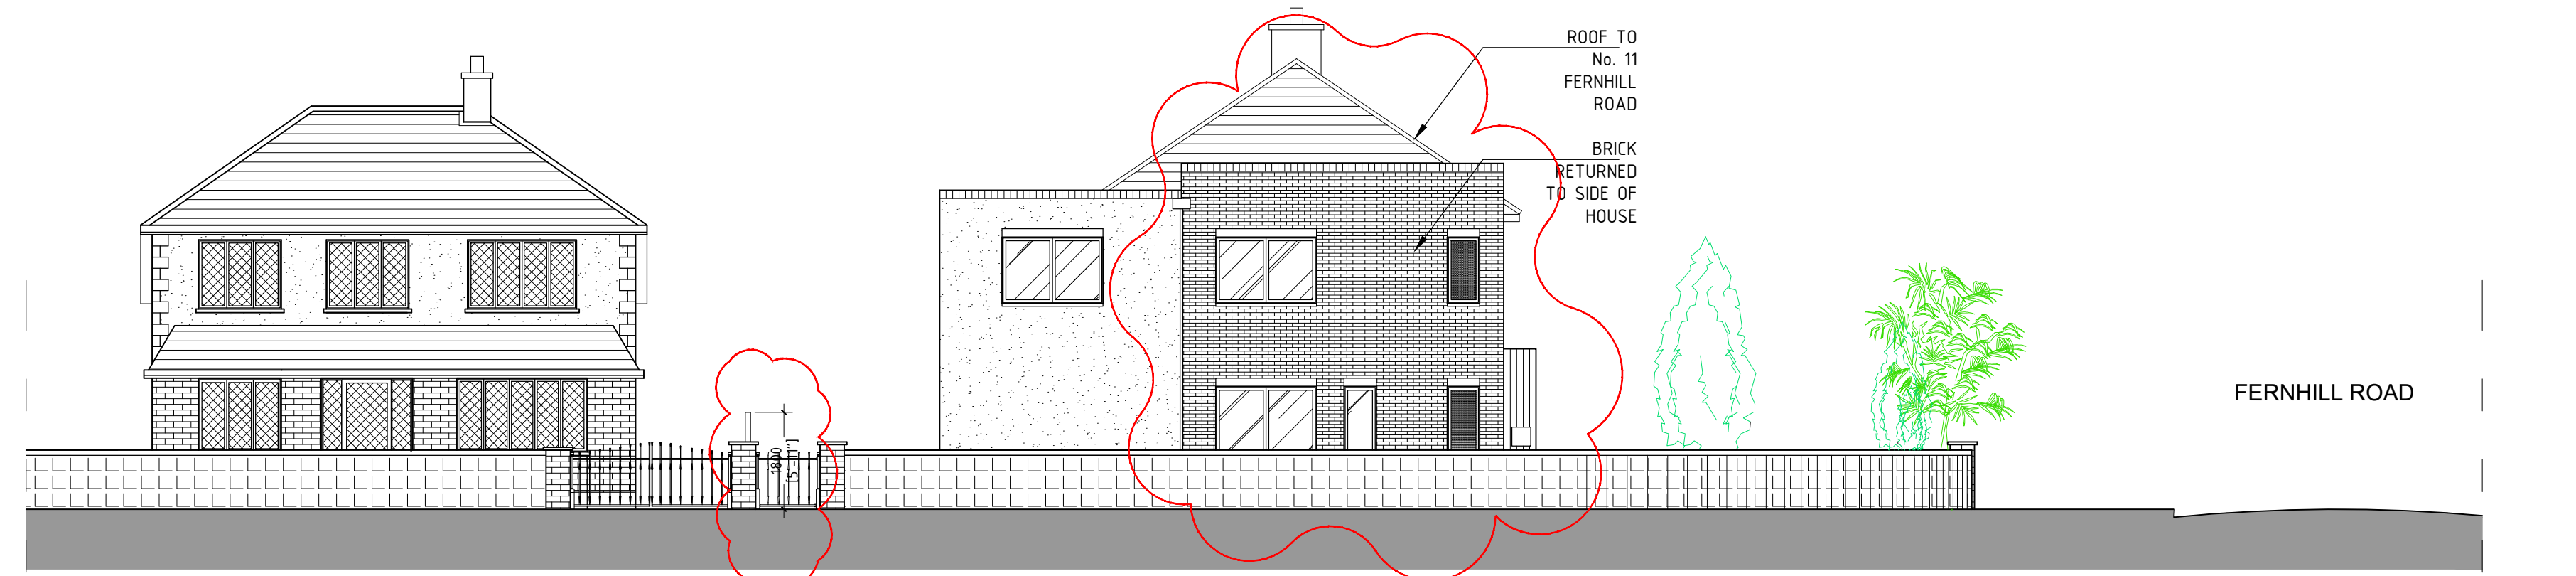 ROOF TO
No. 11
FERNHILL
ROAD
BRICK
RETURNED
TO SIDE OF
HOUSE
1800
[5'-11"]
FERNHILL ROAD